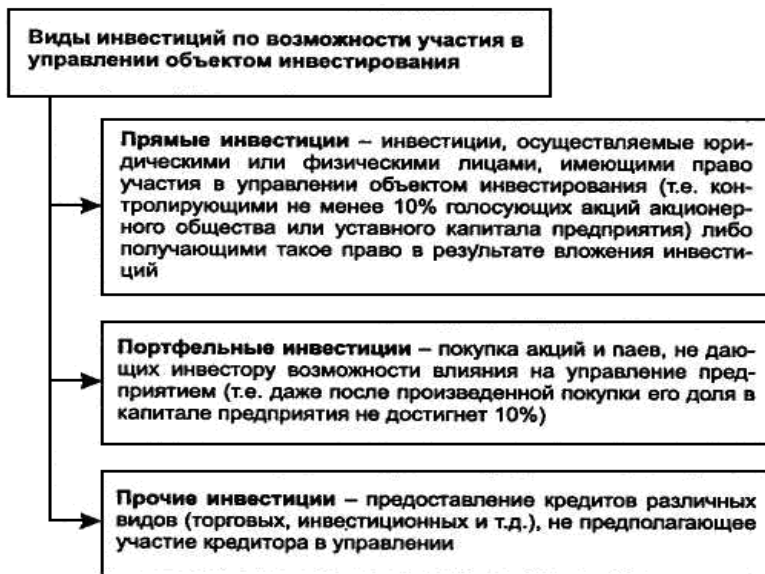 Виды инвестиций по возможности участия в
управлении объектом инвестирования
Прямые инвестиции – инвестиции, осуществляемые юри-
дическими или физическими лицами, имеющими право
участия в управлении объектом инвестирования (т.е. кон-
тролирующими не менее 10% голосующих акций акционер-
ного общества или уставного капитала предприятия) либо
получающими такое право в результате вложения инвести-
ций
Портфельные инвестиции – покупка акций и паев, не даю-
щих инвестору возможности влияния на управление пред-
приятием (т.е. даже после произведенной покупки его доля в
капитале предприятия не достигнет 10%)
Прочие инвестиции – предоставление кредитов различных
видов (торговых, инвестиционных и т.д.), не предполагающее
участие кредитора в управлении